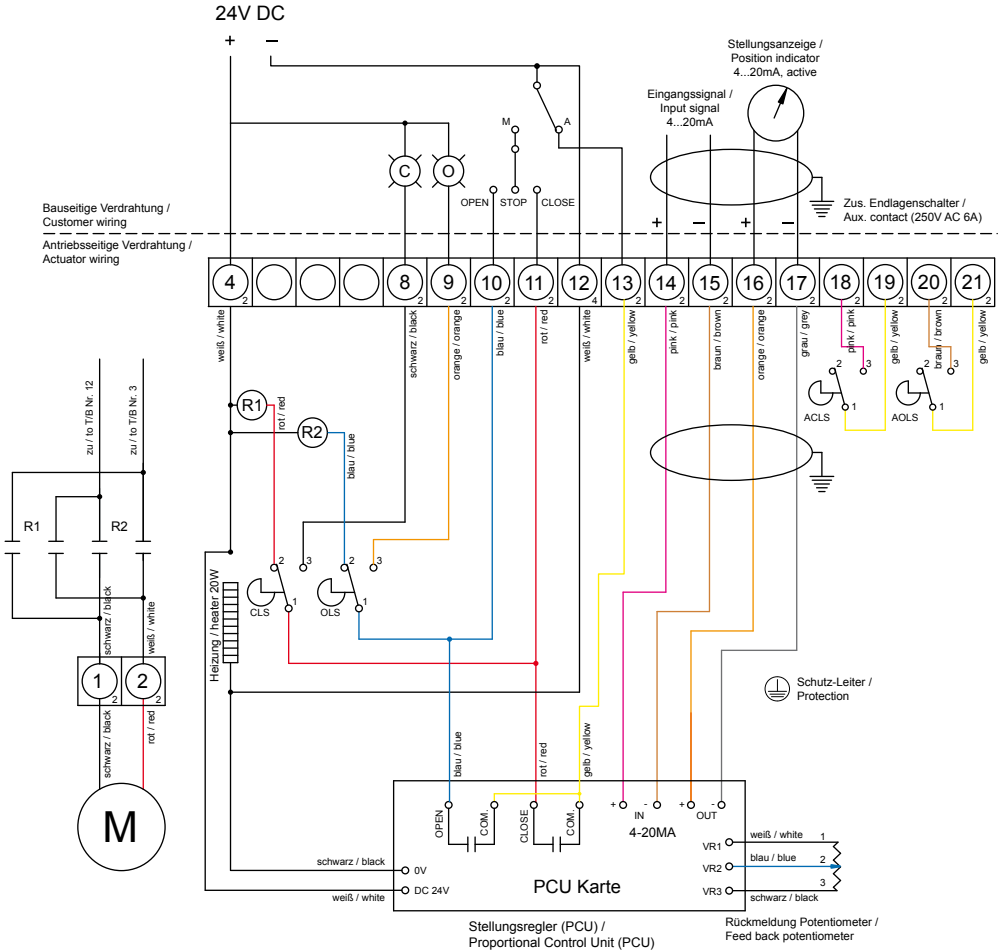 24V DC
+ −
Stellungsanzeige /
Position indicator
4...20mA, active
Eingangssignal /
Input signal
4...20mA
M
A
C
O
OPEN STOP CLOSE
Bauseitige Verdrahtung /
Customer wiring
Zus. Endlagenschalter /
Aux. contact (250V AC 6A)
+ − + −
Antriebsseitige Verdrahtung /
Actuator wiring
4 8 9 10 11 12 13 14 15 16 17 18 19 20 21
2 2 2 2 2 4 2 2 2 2 2 2 2 2 2
weiß / white
schwarz / black
orange / orange
blau / blue
rot / red
weiß / white
gelb / yellow
pink / pink
braun / brown
orange / orange
grau / grey
pink / pink
gelb / yellow
braun / brown
gelb / yellow
2 3
1
ACLS
2 3
1
AOLS
zu / to T/B Nr. 12
zu / to T/B Nr. 3
R1
rot / red
R2
blau / blue
R1 R2
2 3
1
CLS
2 3
1
OLS
Heizung / heater 20W
schwarz / black
weiß / white
1 2
2 2
schwarz / black
rot / red
M
Schutz-Leiter /
Protection
blau / blue
rot / red
gelb / yellow
OPEN
COM.
CLOSE
COM.
+ IN - + OUT -
4-20MA
schwarz / black
0V
weiß / white
DC 24V
PCU Karte
VR1 weiß / white 1
VR2 blau / blue 2
VR3 schwarz / black 3
Stellungsregler (PCU) /
Proportional Control Unit (PCU)
Rückmeldung Potentiometer /
Feed back potentiometer